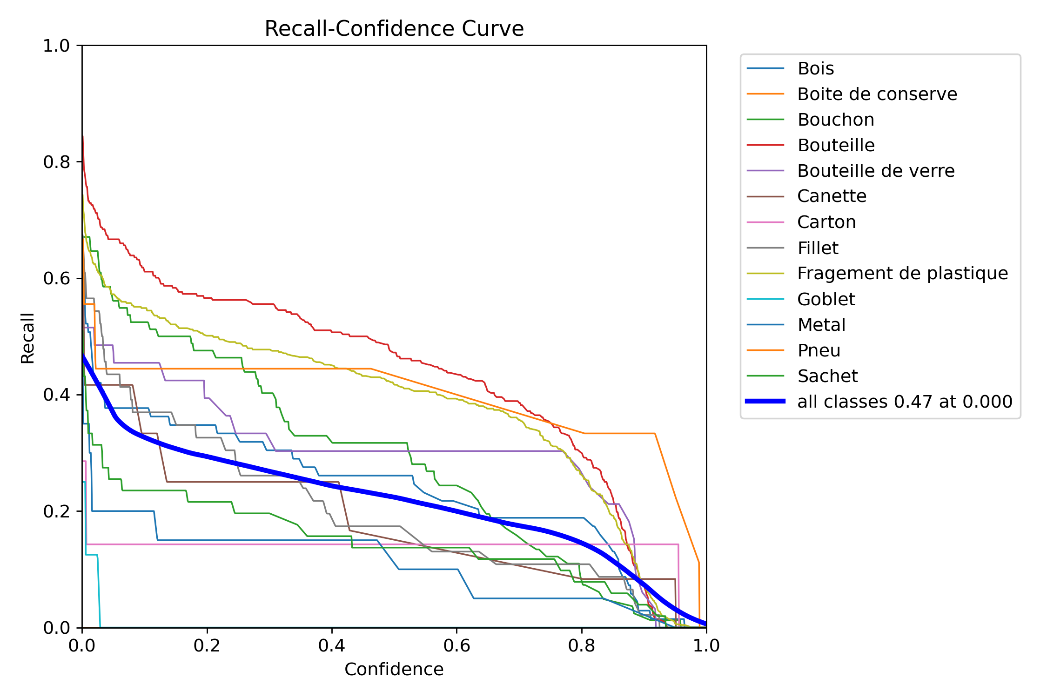 Recall-Confidence Curve
1.0
0.8
0.6
0.4
0.2
0.0
Recall
0.0 0.2 0.4 0.6 0.8 1.0
Confidence
Bois
Boite de conserve
Bouchon
Bouteille
Bouteille de verre
Canette
Carton
Fillet
Fragement de plastique
Goblet
Metal
Pneu
Sachet
all classes 0.47 at 0.000